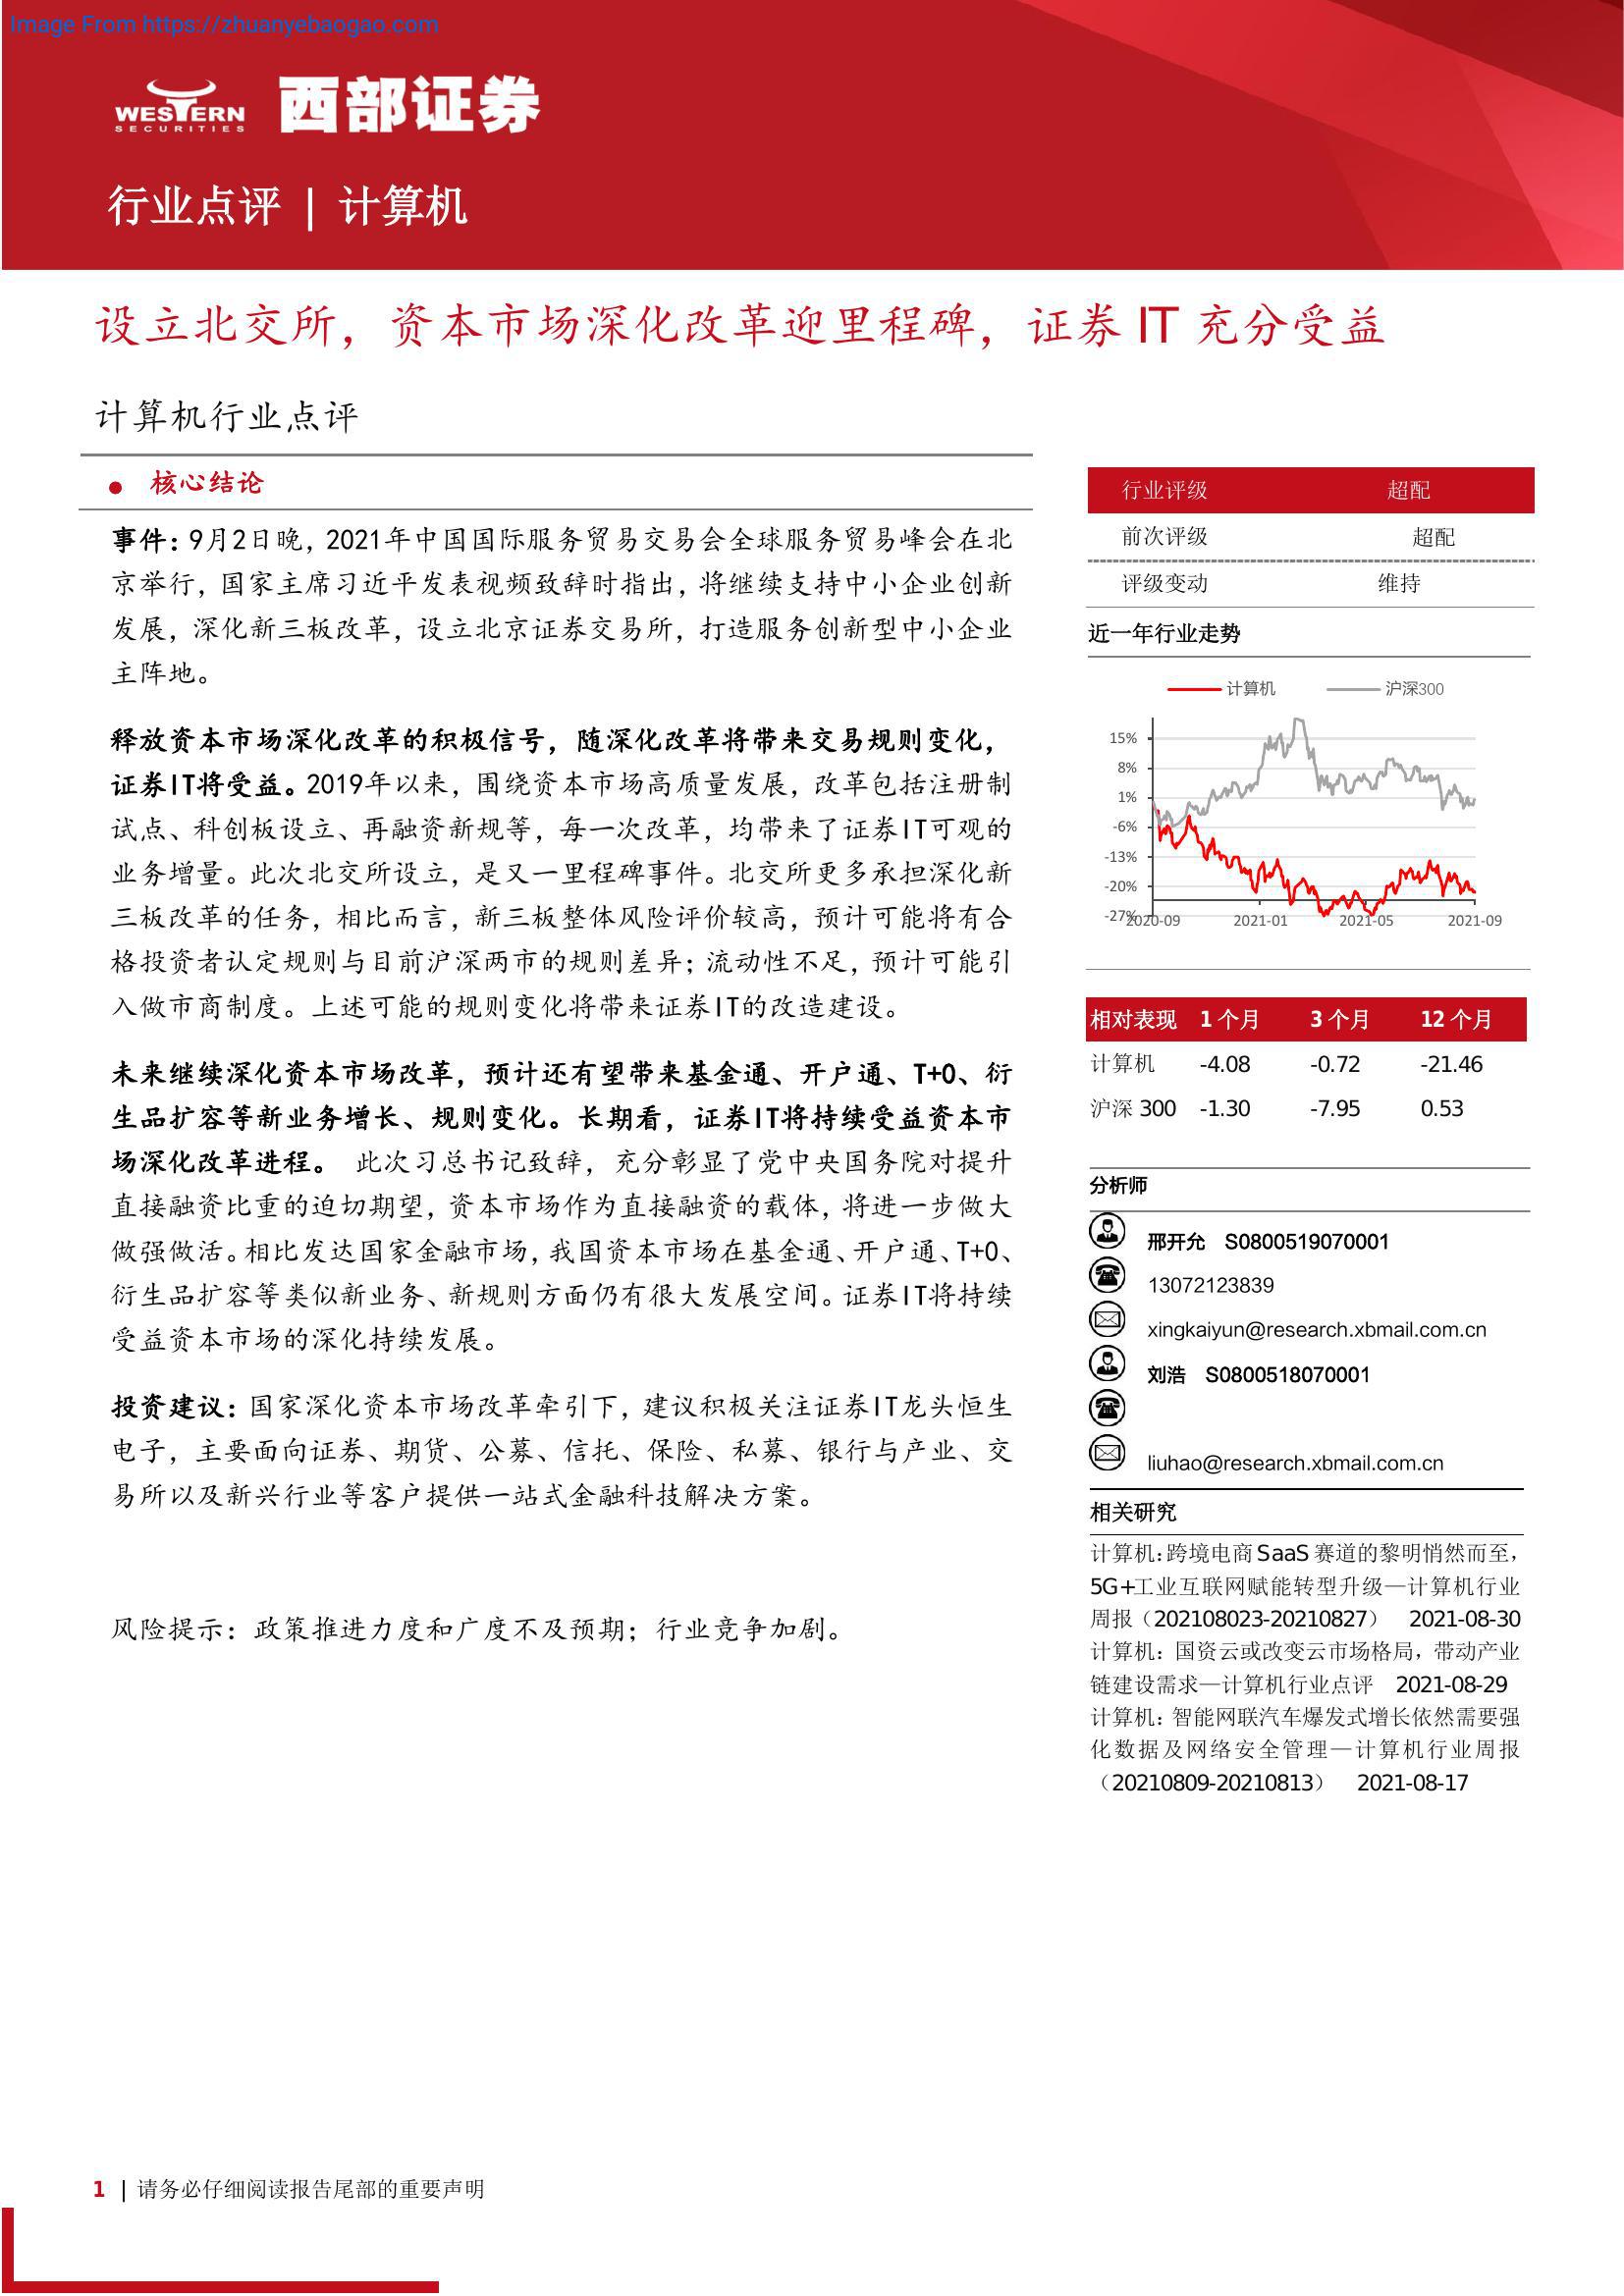 Image From https://zhuanyebaogao.com
WESTERN
SECURITIES
西部证券
行业点评 | 计算机
设立北交所，资本市场深化改革迎里程碑，证券 IT 充分受益
计算机行业点评
● 核心结论
事件：9月2日晚，2021年中国国际服务贸易交易会全球服务贸易峰会在北
京举行，国家主席习近平发表视频致辞时指出，将继续支持中小企业创新
发展，深化新三板改革，设立北京证券交易所，打造服务创新型中小企业
主阵地。
释放资本市场深化改革的积极信号，随深化改革将带来交易规则变化，
证券IT将受益。2019年以来，围绕资本市场高质量发展，改革包括注册制
试点、科创板设立、再融资新规等，每一次改革，均带来了证券IT可观的
业务增量。此次北交所设立，是又一里程碑事件。北交所更多承担深化新
三板改革的任务，相比而言，新三板整体风险评价较高，预计可能将有合
格投资者认定规则与目前沪深两市的规则差异；流动性不足，预计可能引
入做市商制度。上述可能的规则变化将带来证券IT的改造建设。
未来继续深化资本市场改革，预计还有望带来基金通、开户通、T+0、衍
生品扩容等新业务增长、规则变化。长期看，证券IT将持续受益资本市
场深化改革进程。 此次习总书记致辞，充分彰显了党中央国务院对提升
直接融资比重的迫切期望，资本市场作为直接融资的载体，将进一步做大
做强做活。相比发达国家金融市场，我国资本市场在基金通、开户通、T+0、
衍生品扩容等类似新业务、新规则方面仍有很大发展空间。证券IT将持续
受益资本市场的深化持续发展。
投资建议：国家深化资本市场改革牵引下，建议积极关注证券IT龙头恒生
电子，主要面向证券、期货、公募、信托、保险、私募、银行与产业、交
易所以及新兴行业等客户提供一站式金融科技解决方案。
风险提示：政策推进力度和广度不及预期；行业竞争加剧。
行业评级 超配
前次评级 超配
评级变动 维持
近一年行业走势
计算机 沪深300
15%
8%
1%
-6%
-13%
-20%
-27%
2020-09 2021-01 2021-05 2021-09
相对表现 1 个月 3 个月 12 个月
计算机 -4.08 -0.72 -21.46
沪深 300 -1.30 -7.95 0.53
分析师
邢开允 S0800519070001
13072123839
xingkaiyun@research.xbmail.com.cn
刘浩 S0800518070001
liuhao@research.xbmail.com.cn
相关研究
计算机：跨境电商 SaaS 赛道的黎明悄然而至，
5G+工业互联网赋能转型升级—计算机行业
周报（202108023-20210827） 2021-08-30
计算机：国资云或改变云市场格局，带动产业
链建设需求—计算机行业点评 2021-08-29
计算机：智能网联汽车爆发式增长依然需要强
化数据及网络安全管理—计算机行业周报
（20210809-20210813） 2021-08-17
1 | 请务必仔细阅读报告尾部的重要声明